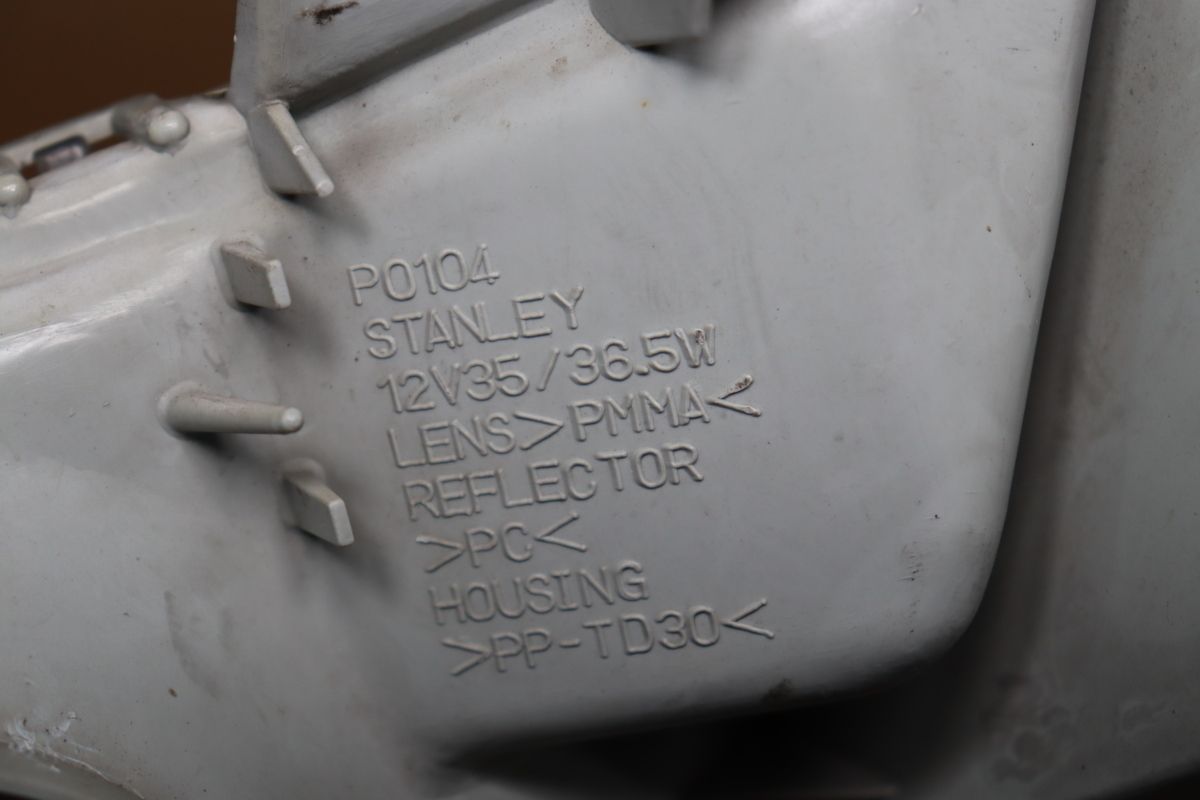 P0104
STANLEY
12V35/36.5W
LENS>PMMA<
REFLECTOR
>PC<
HOUSING
>PP-TD30<